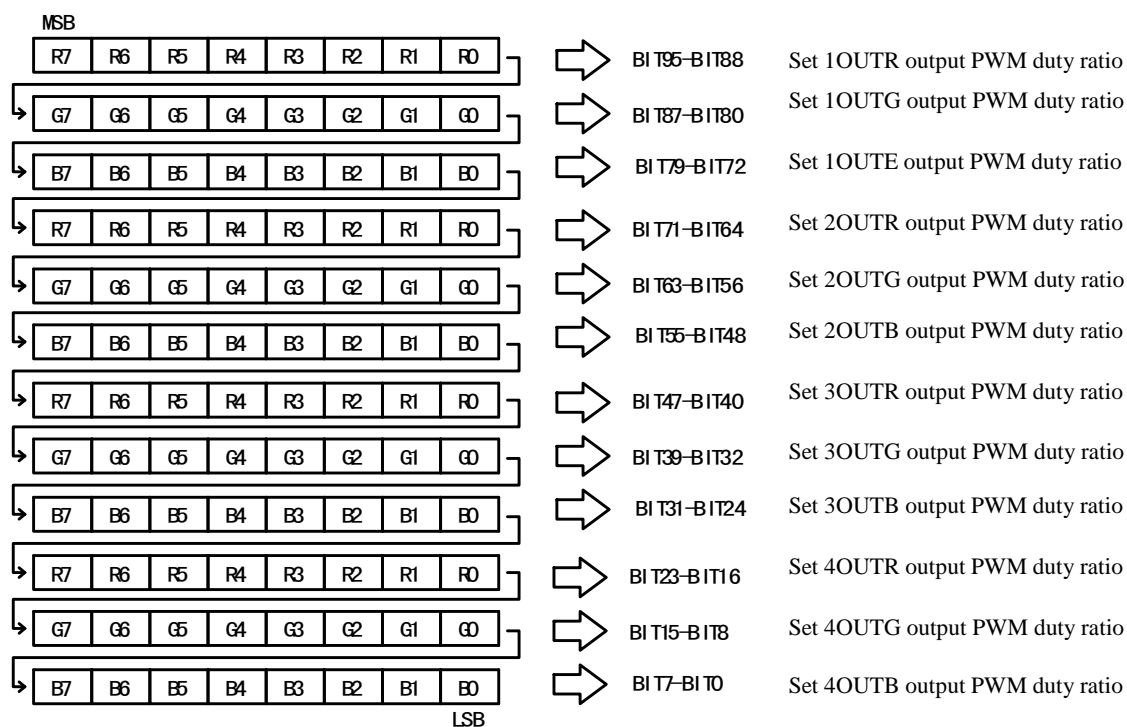 MSB
R7 R6 R5 R4 R3 R2 R1 R0 BIT95-BIT88 Set 1OUTR output PWM duty ratio
G7 G6 G5 G4 G3 G2 G1 G0 BIT87-BIT80 Set 1OUTG output PWM duty ratio
B7 B6 B5 B4 B3 B2 B1 B0 BIT79-BIT72 Set 1OUTE output PWM duty ratio
R7 R6 R5 R4 R3 R2 R1 R0 BIT71-BIT64 Set 2OUTR output PWM duty ratio
G7 G6 G5 G4 G3 G2 G1 G0 BIT63-BIT56 Set 2OUTG output PWM duty ratio
B7 B6 B5 B4 B3 B2 B1 B0 BIT55-BIT48 Set 2OUTB output PWM duty ratio
R7 R6 R5 R4 R3 R2 R1 R0 BIT47-BIT40 Set 3OUTR output PWM duty ratio
G7 G6 G5 G4 G3 G2 G1 G0 BIT39-BIT32 Set 3OUTG output PWM duty ratio
B7 B6 B5 B4 B3 B2 B1 B0 BIT31-BIT24 Set 3OUTB output PWM duty ratio
R7 R6 R5 R4 R3 R2 R1 R0 BIT23-BIT16 Set 4OUTR output PWM duty ratio
G7 G6 G5 G4 G3 G2 G1 G0 BIT15-BIT8 Set 4OUTG output PWM duty ratio
B7 B6 B5 B4 B3 B2 B1 B0 BIT7-BIT0 Set 4OUTB output PWM duty ratio
LSB